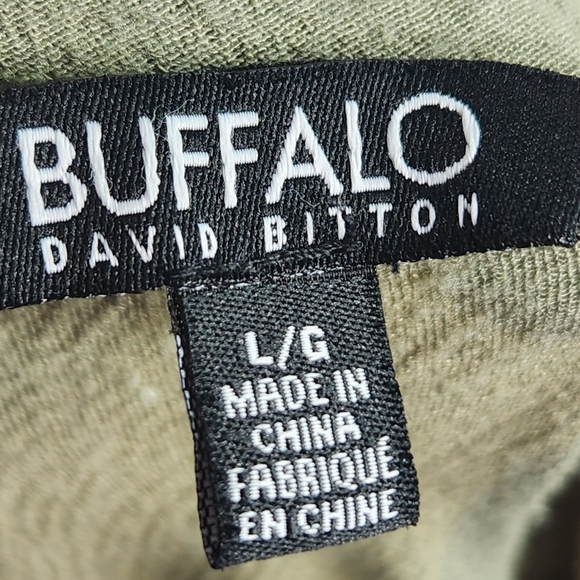 BUFFALO
DAVID BITTON
L/G
MADE IN
CHINA
FABRIQUÉ
EN CHINE